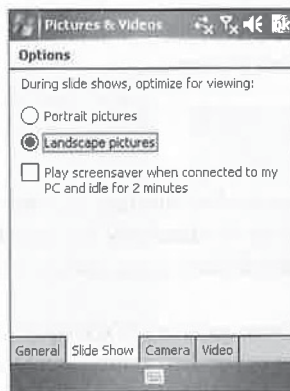 Pictures & Videos
Options
During slide shows, optimize for viewing:
Portrait pictures
Landscape pictures
Play screensaver when connected to my
PC and idle for 2 minutes
General Slide Show Camera Video